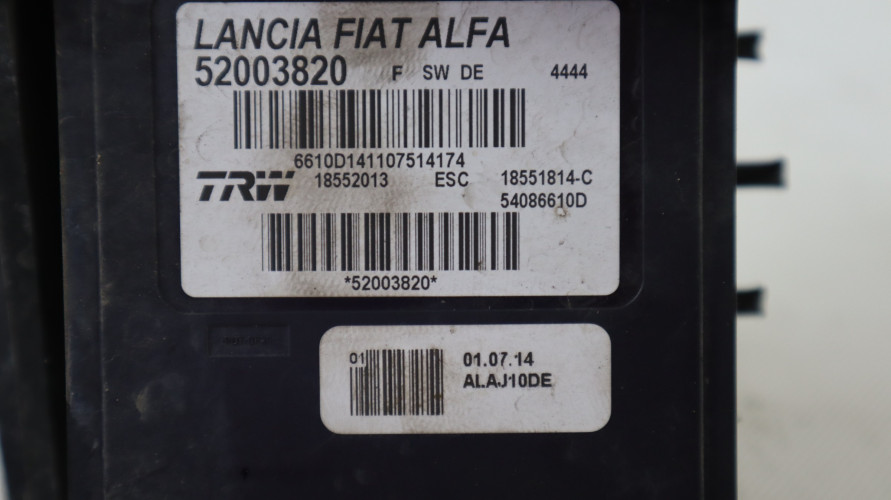 LANCIA FIAT ALFA
52003820 F SW DE 4444
6610D141107514174
TRW 18552013 ESC 18551814-C
54086610D
*52003820*
01 01.07.14
ALAJ10DE